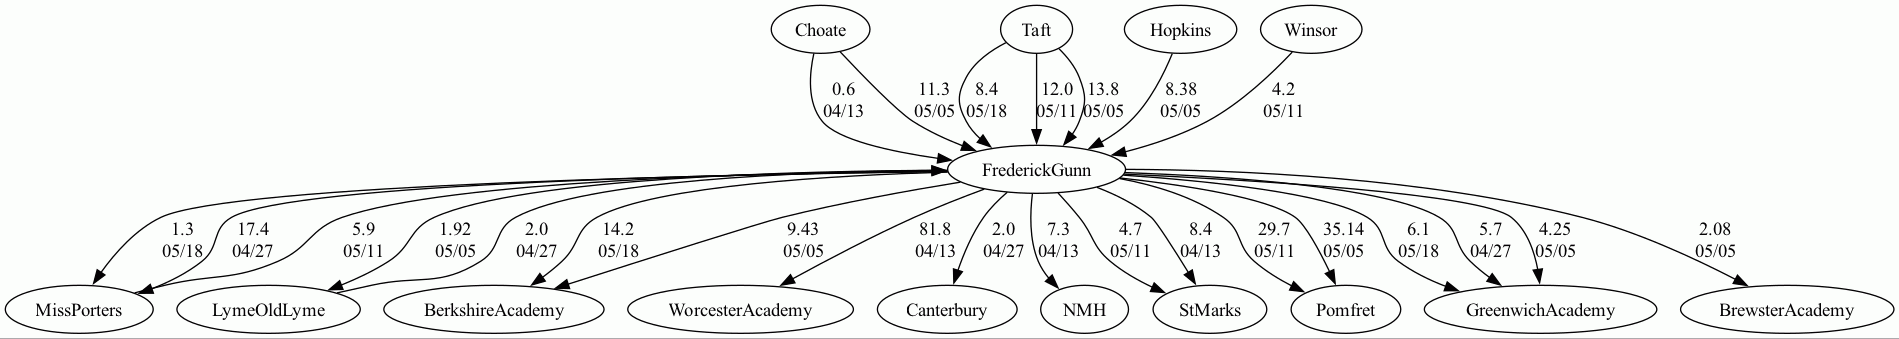 Choate Taft Hopkins Winsor
0.6 11.3 8.4 12.0 13.8 8.38 4.2
04/13 05/05 05/18 05/11 05/05 05/05 05/11
FrederickGunn
1.3 17.4 5.9 1.92 2.0 14.2 9.43 81.8 2.0 7.3 4.7 8.4 29.7 35.14 6.1 5.7 4.25 2.08
05/18 04/27 05/11 05/05 04/27 05/18 05/05 04/13 04/27 04/13 05/11 04/13 05/11 05/05 05/18 04/27 05/05 05/05
MissPorters LymeOldLyme BerkshireAcademy WorcesterAcademy Canterbury NMH StMarks Pomfret GreenwichAcademy BrewsterAcademy